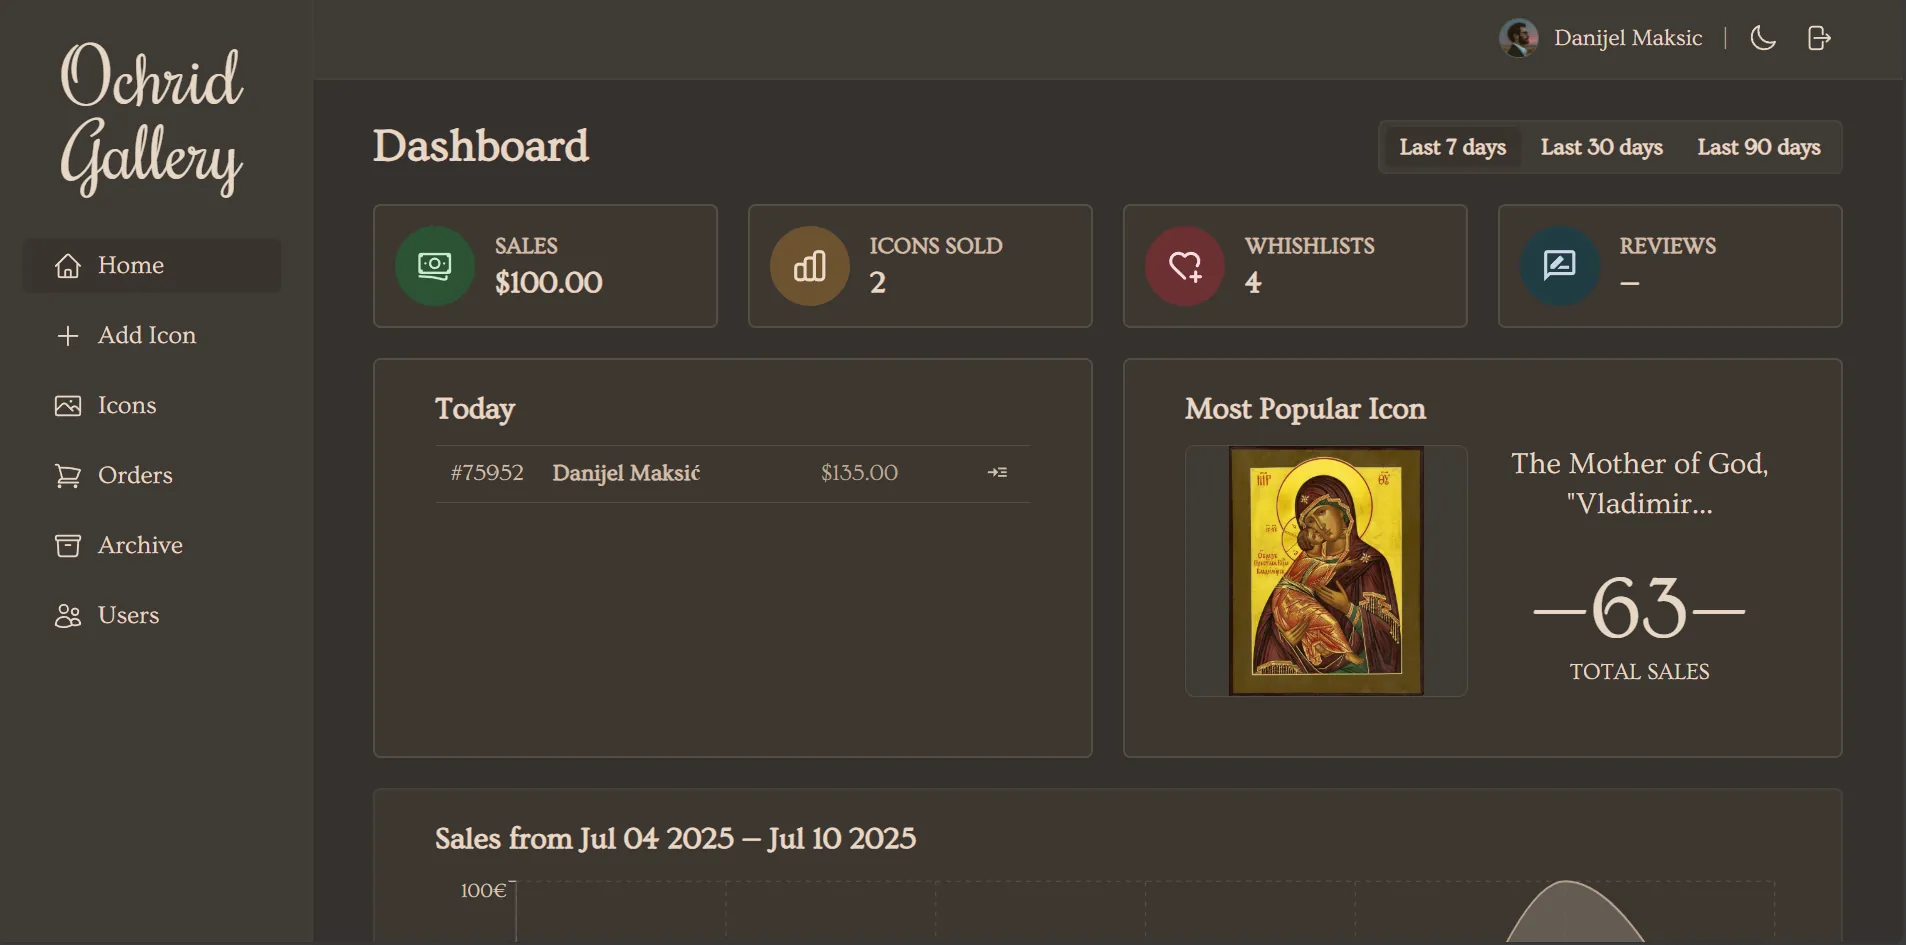 Ochrid
Gallery
Home
Add Icon
Icons
Orders
Archive
Users
Danijel Maksic
Dashboard
Last 7 days
Last 30 days
Last 90 days
SALES
$100.00
ICONS SOLD
2
WHISHLISTS
4
REVIEWS
—
Today
#75952 Danijel Maksić $135.00
Most Popular Icon
The Mother of God,
"Vladimir...
—63—
TOTAL SALES
Sales from Jul 04 2025 — Jul 10 2025
100€